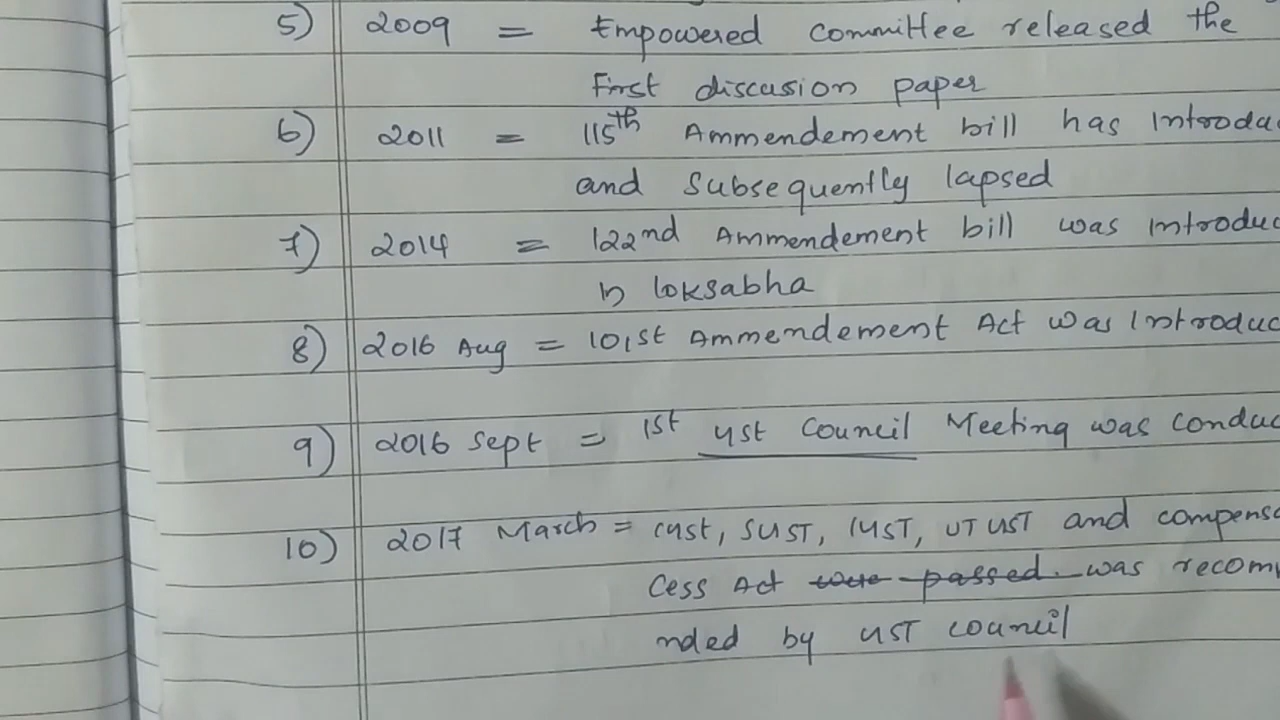 5) 2009 = Empowered committee released the
First discusion paper
6) 2011 = 115th Ammendement bill has Introduc
and subsequently lapsed
7) 2014 = 122nd Ammendement bill was introduc
In loksabha
8) 2016 Aug = 101st Ammendement Act was Introduc
9) 2016 Sept = 1st GST Council Meeting was conduc
10) 2017 March = CGST, SGST, IGST, UTGST and compensa
Cess Act were passed. was recom
nded by GST council